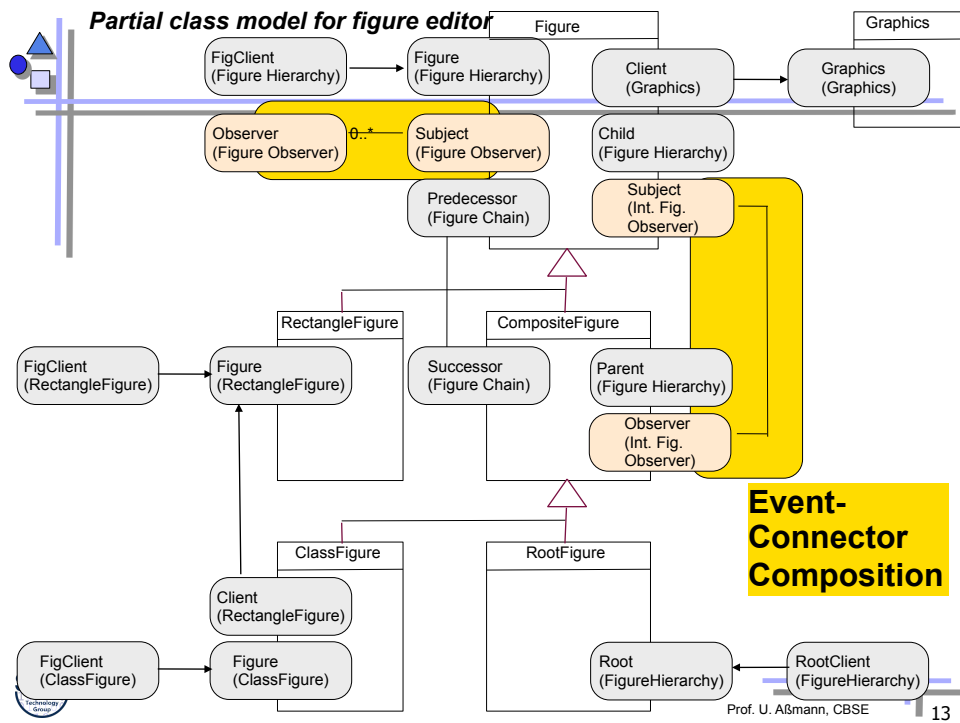 Partial class model for figure editor
Figure
Graphics
FigClient
(Figure Hierarchy)
Figure
(Figure Hierarchy)
Client
(Graphics)
Graphics
(Graphics)
Observer
(Figure Observer)
0..*
Subject
(Figure Observer)
Child
(Figure Hierarchy)
Predecessor
(Figure Chain)
Subject
(Int. Fig.
Observer)
RectangleFigure
CompositeFigure
FigClient
(RectangleFigure)
Figure
(RectangleFigure)
Successor
(Figure Chain)
Parent
(Figure Hierarchy)
Observer
(Int. Fig.
Observer)
Event-
Connector
Composition
ClassFigure
RootFigure
Client
(RectangleFigure)
FigClient
(ClassFigure)
Figure
(ClassFigure)
Root
(FigureHierarchy)
RootClient
(FigureHierarchy)
Technology
Group
Prof. U. Aßmann, CBSE
13